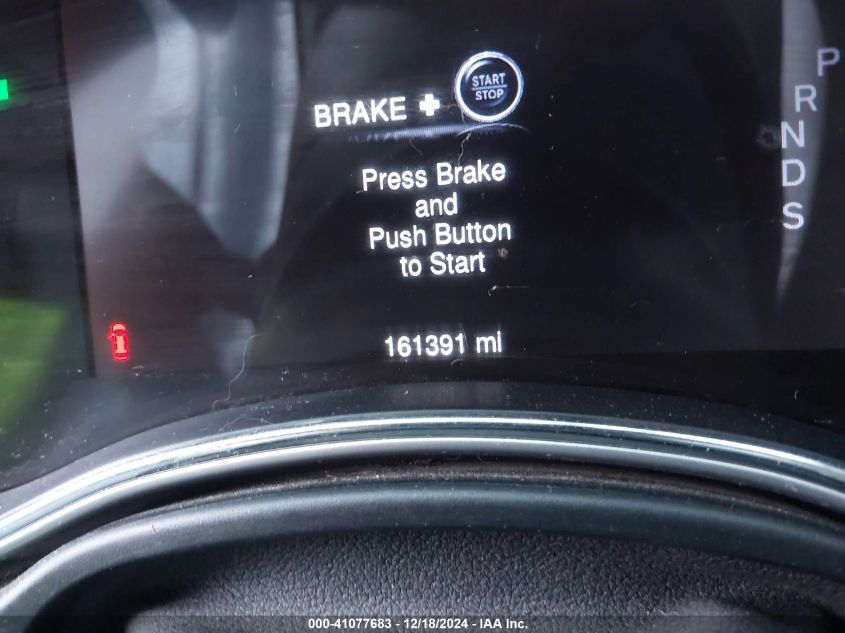 START
STOP
BRAKE +
P
R
N
D
S
Press Brake
and
Push Button
to Start
161391 mi
000-41077683 - 12/18/2024 - IAA Inc.